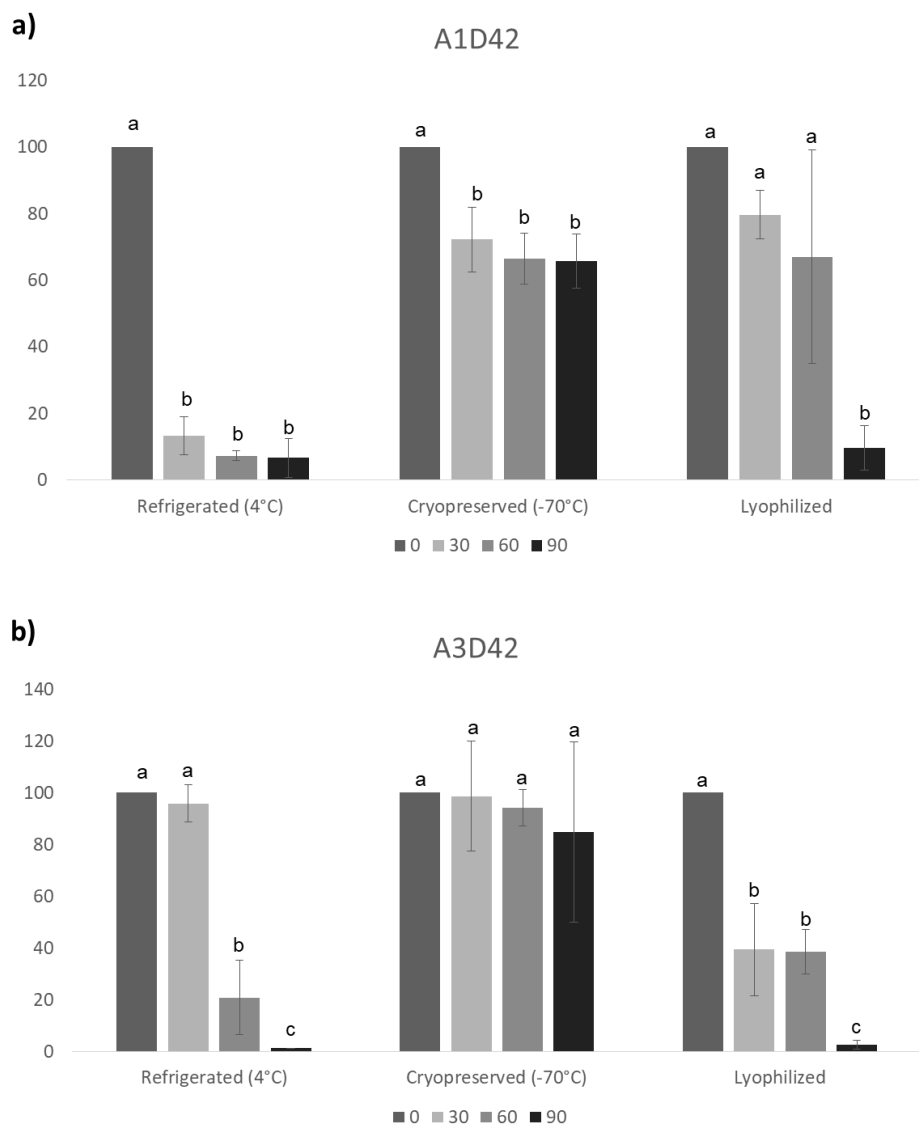 a)
A1D42
120
100
80
60
40
20
0
a b b b a b b b a a a b
Refrigerated (4°C) Cryopreserved (-70°C) Lyophilized
0 30 60 90
b)
A3D42
140
120
100
80
60
40
20
0
a a b c a a a a a b b c
Refrigerated (4°C) Cryopreserved (-70°C) Lyophilized
0 30 60 90